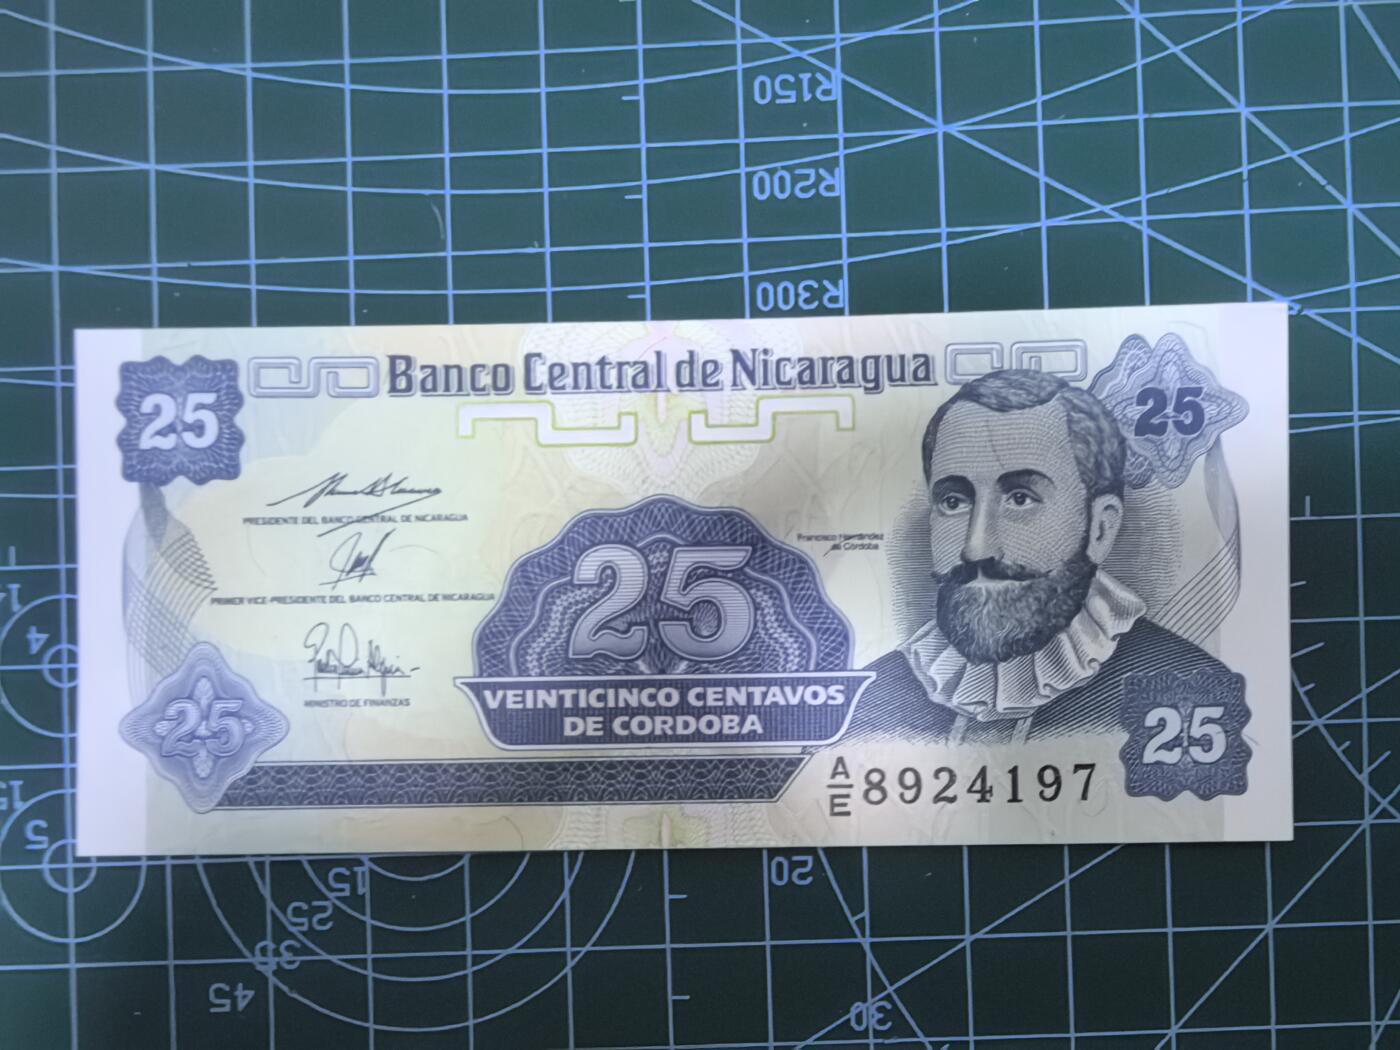 R150
R200
R300
Banco Central de Nicaragua
25
25
PRESIDENTE DEL BANCO CENTRAL DE NICARAGUA
Francisco Hernández
de Córdoba
PRIMER VICE-PRESIDENTE DEL BANCO CENTRAL DE NICARAGUA
25
MINISTRO DE FINANZAS
VEINTICINCO CENTAVOS
DE CORDOBA
25
25
A
E
8924197
4
5
15
20
25
35
45
30